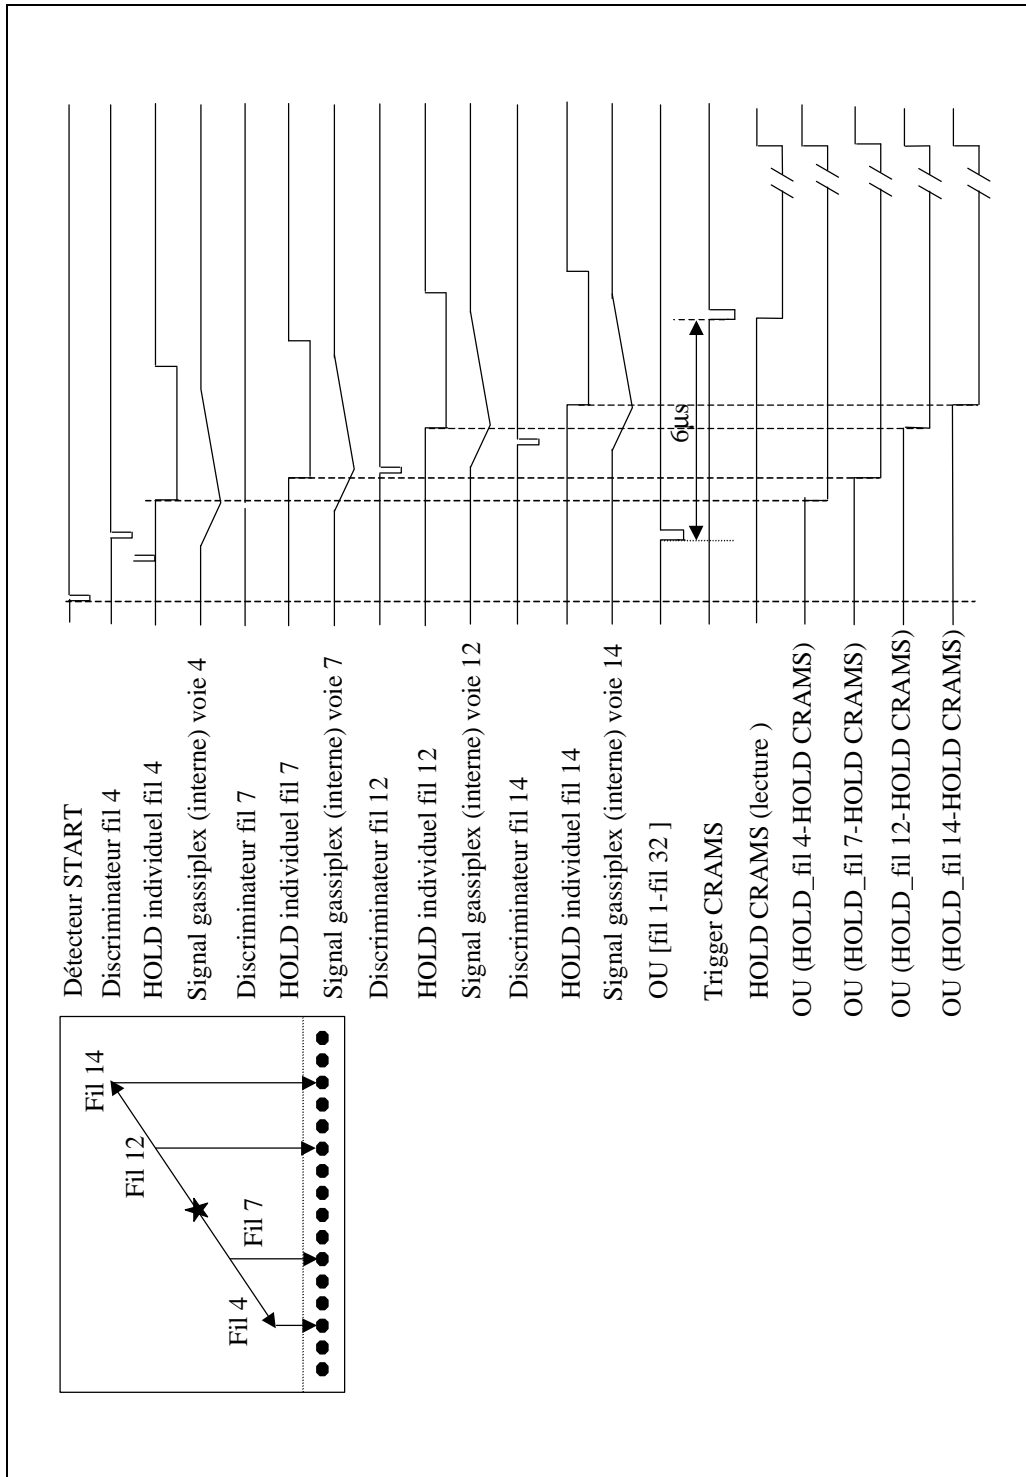 Fil 14
Fil 12
Fil 7
Fil 4
Détecteur START
Discriminateur fil 4
HOLD individuel fil 4
Signal gassiplex (interne) voie 4
Discriminateur fil 7
HOLD individuel fil 7
Signal gassiplex (interne) voie 7
Discriminateur fil 12
HOLD individuel fil 12
Signal gassiplex (interne) voie 12
Discriminateur fil 14
HOLD individuel fil 14
Signal gassiplex (interne) voie 14
OU [fil 1-fil 32 ]
6µs
Trigger CRAMS
HOLD CRAMS (lecture )
OU (HOLD_fil 4-HOLD CRAMS)
OU (HOLD_fil 7-HOLD CRAMS)
OU (HOLD_fil 12-HOLD CRAMS)
OU (HOLD_fil 14-HOLD CRAMS)